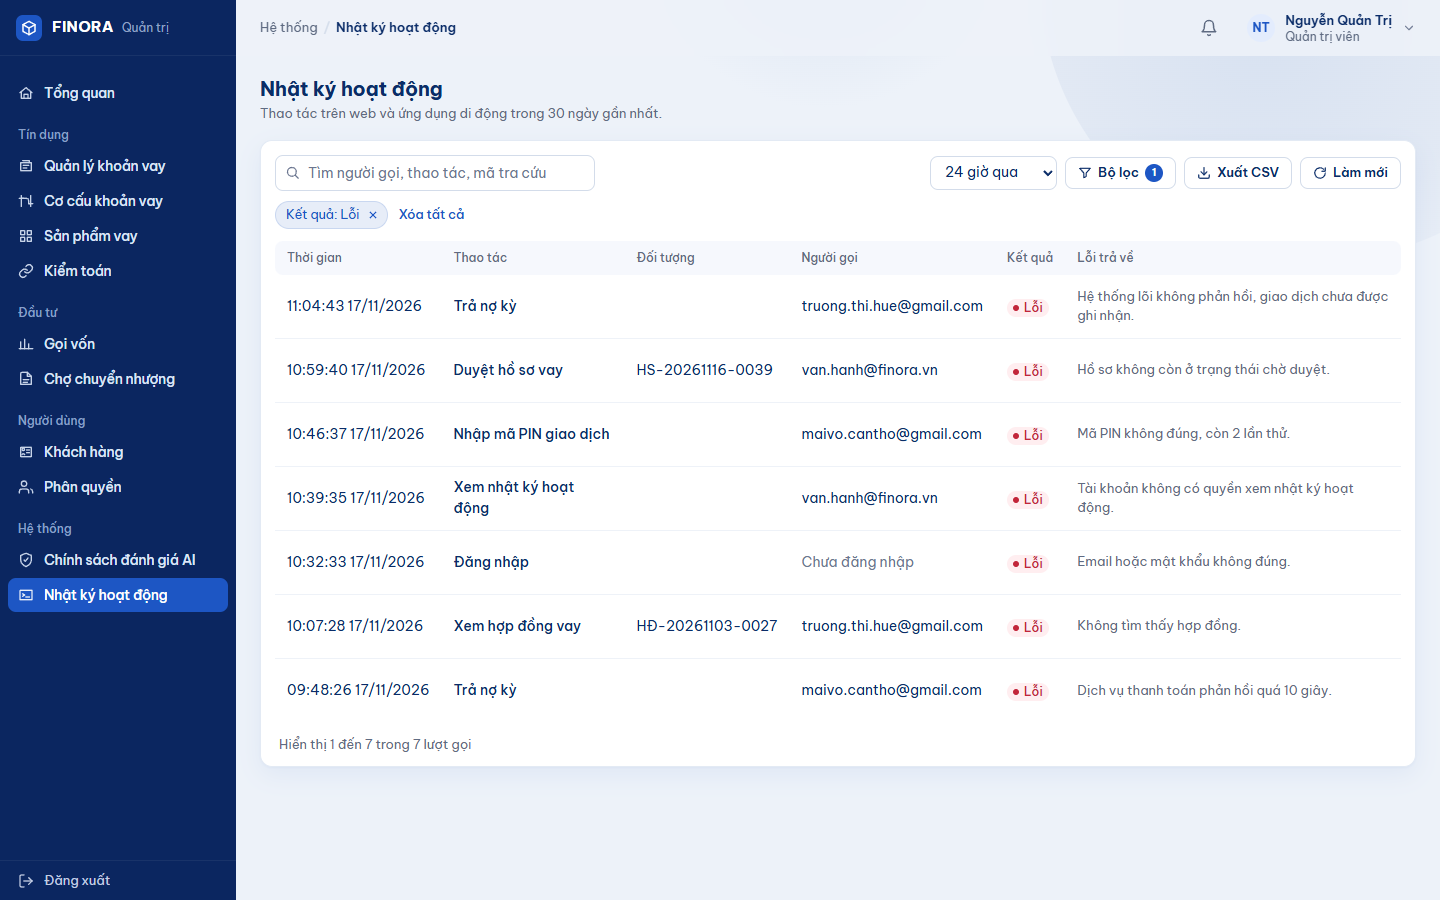 FINORA Quản trị
Tổng quan
Tín dụng
Quản lý khoản vay
Cơ cấu khoản vay
Sản phẩm vay
Kiểm toán
Đầu tư
Gọi vốn
Chợ chuyển nhượng
Người dùng
Khách hàng
Phân quyền
Hệ thống
Chính sách đánh giá AI
Nhật ký hoạt động
Đăng xuất
Hệ thống / Nhật ký hoạt động
NT
Nguyễn Quản Trị
Quản trị viên
Nhật ký hoạt động
Thao tác trên web và ứng dụng di động trong 30 ngày gần nhất.
Tìm người gọi, thao tác, mã tra cứu
24 giờ qua
Bộ lọc 1
Xuất CSV
Làm mới
Kết quả: Lỗi ×
Xóa tất cả
Thời gian Thao tác Đối tượng Người gọi Kết quả Lỗi trả về
11:04:43 17/11/2026 Trả nợ kỳ truong.thi.hue@gmail.com Lỗi Hệ thống lõi không phản hồi, giao dịch chưa được
ghi nhận.
10:59:40 17/11/2026 Duyệt hồ sơ vay HS-20261116-0039 van.hanh@finora.vn Lỗi Hồ sơ không còn ở trạng thái chờ duyệt.
10:46:37 17/11/2026 Nhập mã PIN giao dịch maivo.cantho@gmail.com Lỗi Mã PIN không đúng, còn 2 lần thử.
10:39:35 17/11/2026 Xem nhật ký hoạt
động van.hanh@finora.vn Lỗi Tài khoản không có quyền xem nhật ký hoạt
động.
10:32:33 17/11/2026 Đăng nhập Chưa đăng nhập Lỗi Email hoặc mật khẩu không đúng.
10:07:28 17/11/2026 Xem hợp đồng vay HĐ-20261103-0027 truong.thi.hue@gmail.com Lỗi Không tìm thấy hợp đồng.
09:48:26 17/11/2026 Trả nợ kỳ maivo.cantho@gmail.com Lỗi Dịch vụ thanh toán phản hồi quá 10 giây.
Hiển thị 1 đến 7 trong 7 lượt gọi